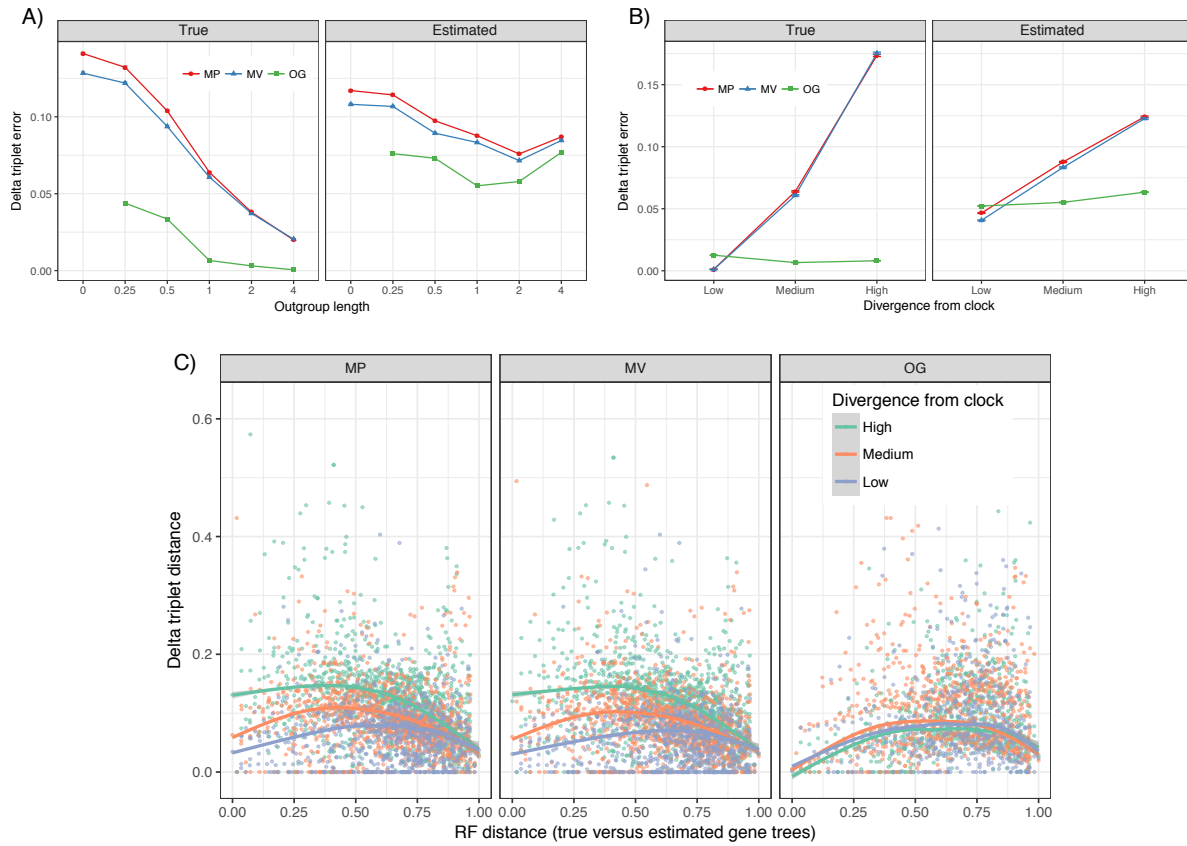 A)
True
Estimated
MP MV OG
Delta triplet error
0.10
0.05
0.00
0 0.25 0.5 1 2 4
0 0.25 0.5 1 2 4
Outgroup length
B)
True
Estimated
MP MV OG
Delta triplet error
0.15
0.10
0.05
0.00
Low Medium High
Low Medium High
Divergence from clock
C)
MP
MV
OG
Divergence from clock
High
Medium
Low
Delta triplet distance
0.6
0.4
0.2
0.0
0.00 0.25 0.50 0.75 1.00
0.00 0.25 0.50 0.75 1.00
0.00 0.25 0.50 0.75 1.00
RF distance (true versus estimated gene trees)